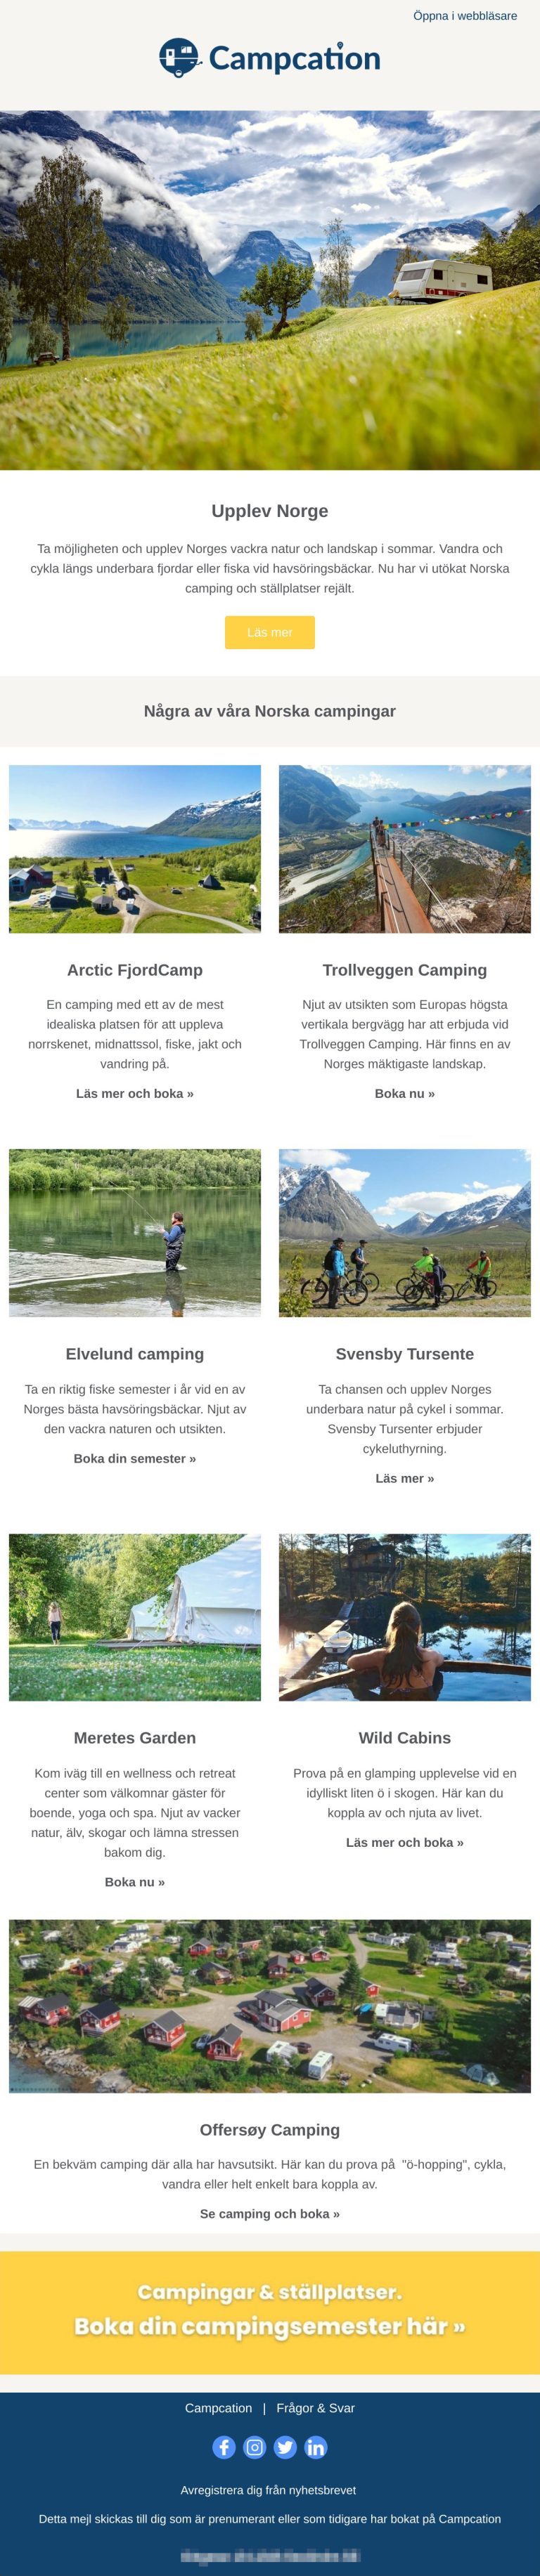 Öppna i webbläsare
Campcation
Upplev Norge
Ta möjligheten och upplev Norges vackra natur och landskap i sommar. Vandra och
cykla längs underbara fjordar eller fiska vid havsöringsbäckar. Nu har vi utökat Norska
camping och ställplatser rejält.
Läs mer
Några av våra Norska campingar
Arctic FjordCamp
En camping med ett av de mest
idealiska platsen för att uppleva
norrskenet, midnattssol, fiske, jakt och
vandring på.
Läs mer och boka »
Trollveggen Camping
Njut av utsikten som Europas högsta
vertikala bergvägg har att erbjuda vid
Trollveggen Camping. Här finns en av
Norges mäktigaste landskap.
Boka nu »
Elvelund camping
Ta en riktig fiske semester i år vid en av
Norges bästa havsöringsbäckar. Njut av
den vackra naturen och utsikten.
Boka din semester »
Svensby Tursente
Ta chansen och upplev Norges
underbara natur på cykel i sommar.
Svensby Tursenter erbjuder
cykeluthyrning.
Läs mer »
Meretes Garden
Kom iväg till en wellness och retreat
center som välkomnar gäster för
boende, yoga och spa. Njut av vacker
natur, älv, skogar och lämna stressen
bakom dig.
Boka nu »
Wild Cabins
Prova på en glamping upplevelse vid en
idylliskt liten ö i skogen. Här kan du
koppla av och njuta av livet.
Läs mer och boka »
Offersøy Camping
En bekväm camping där alla har havsutsikt. Här kan du prova på "ö-hopping", cykla,
vandra eller helt enkelt bara koppla av.
Se camping och boka »
Campingar & ställplatser.
Boka din campingsemester här »
Campcation | Frågor & Svar
Avregistrera dig från nyhetsbrevet
Detta mejl skickas till dig som är prenumerant eller som tidigare har bokat på Campcation